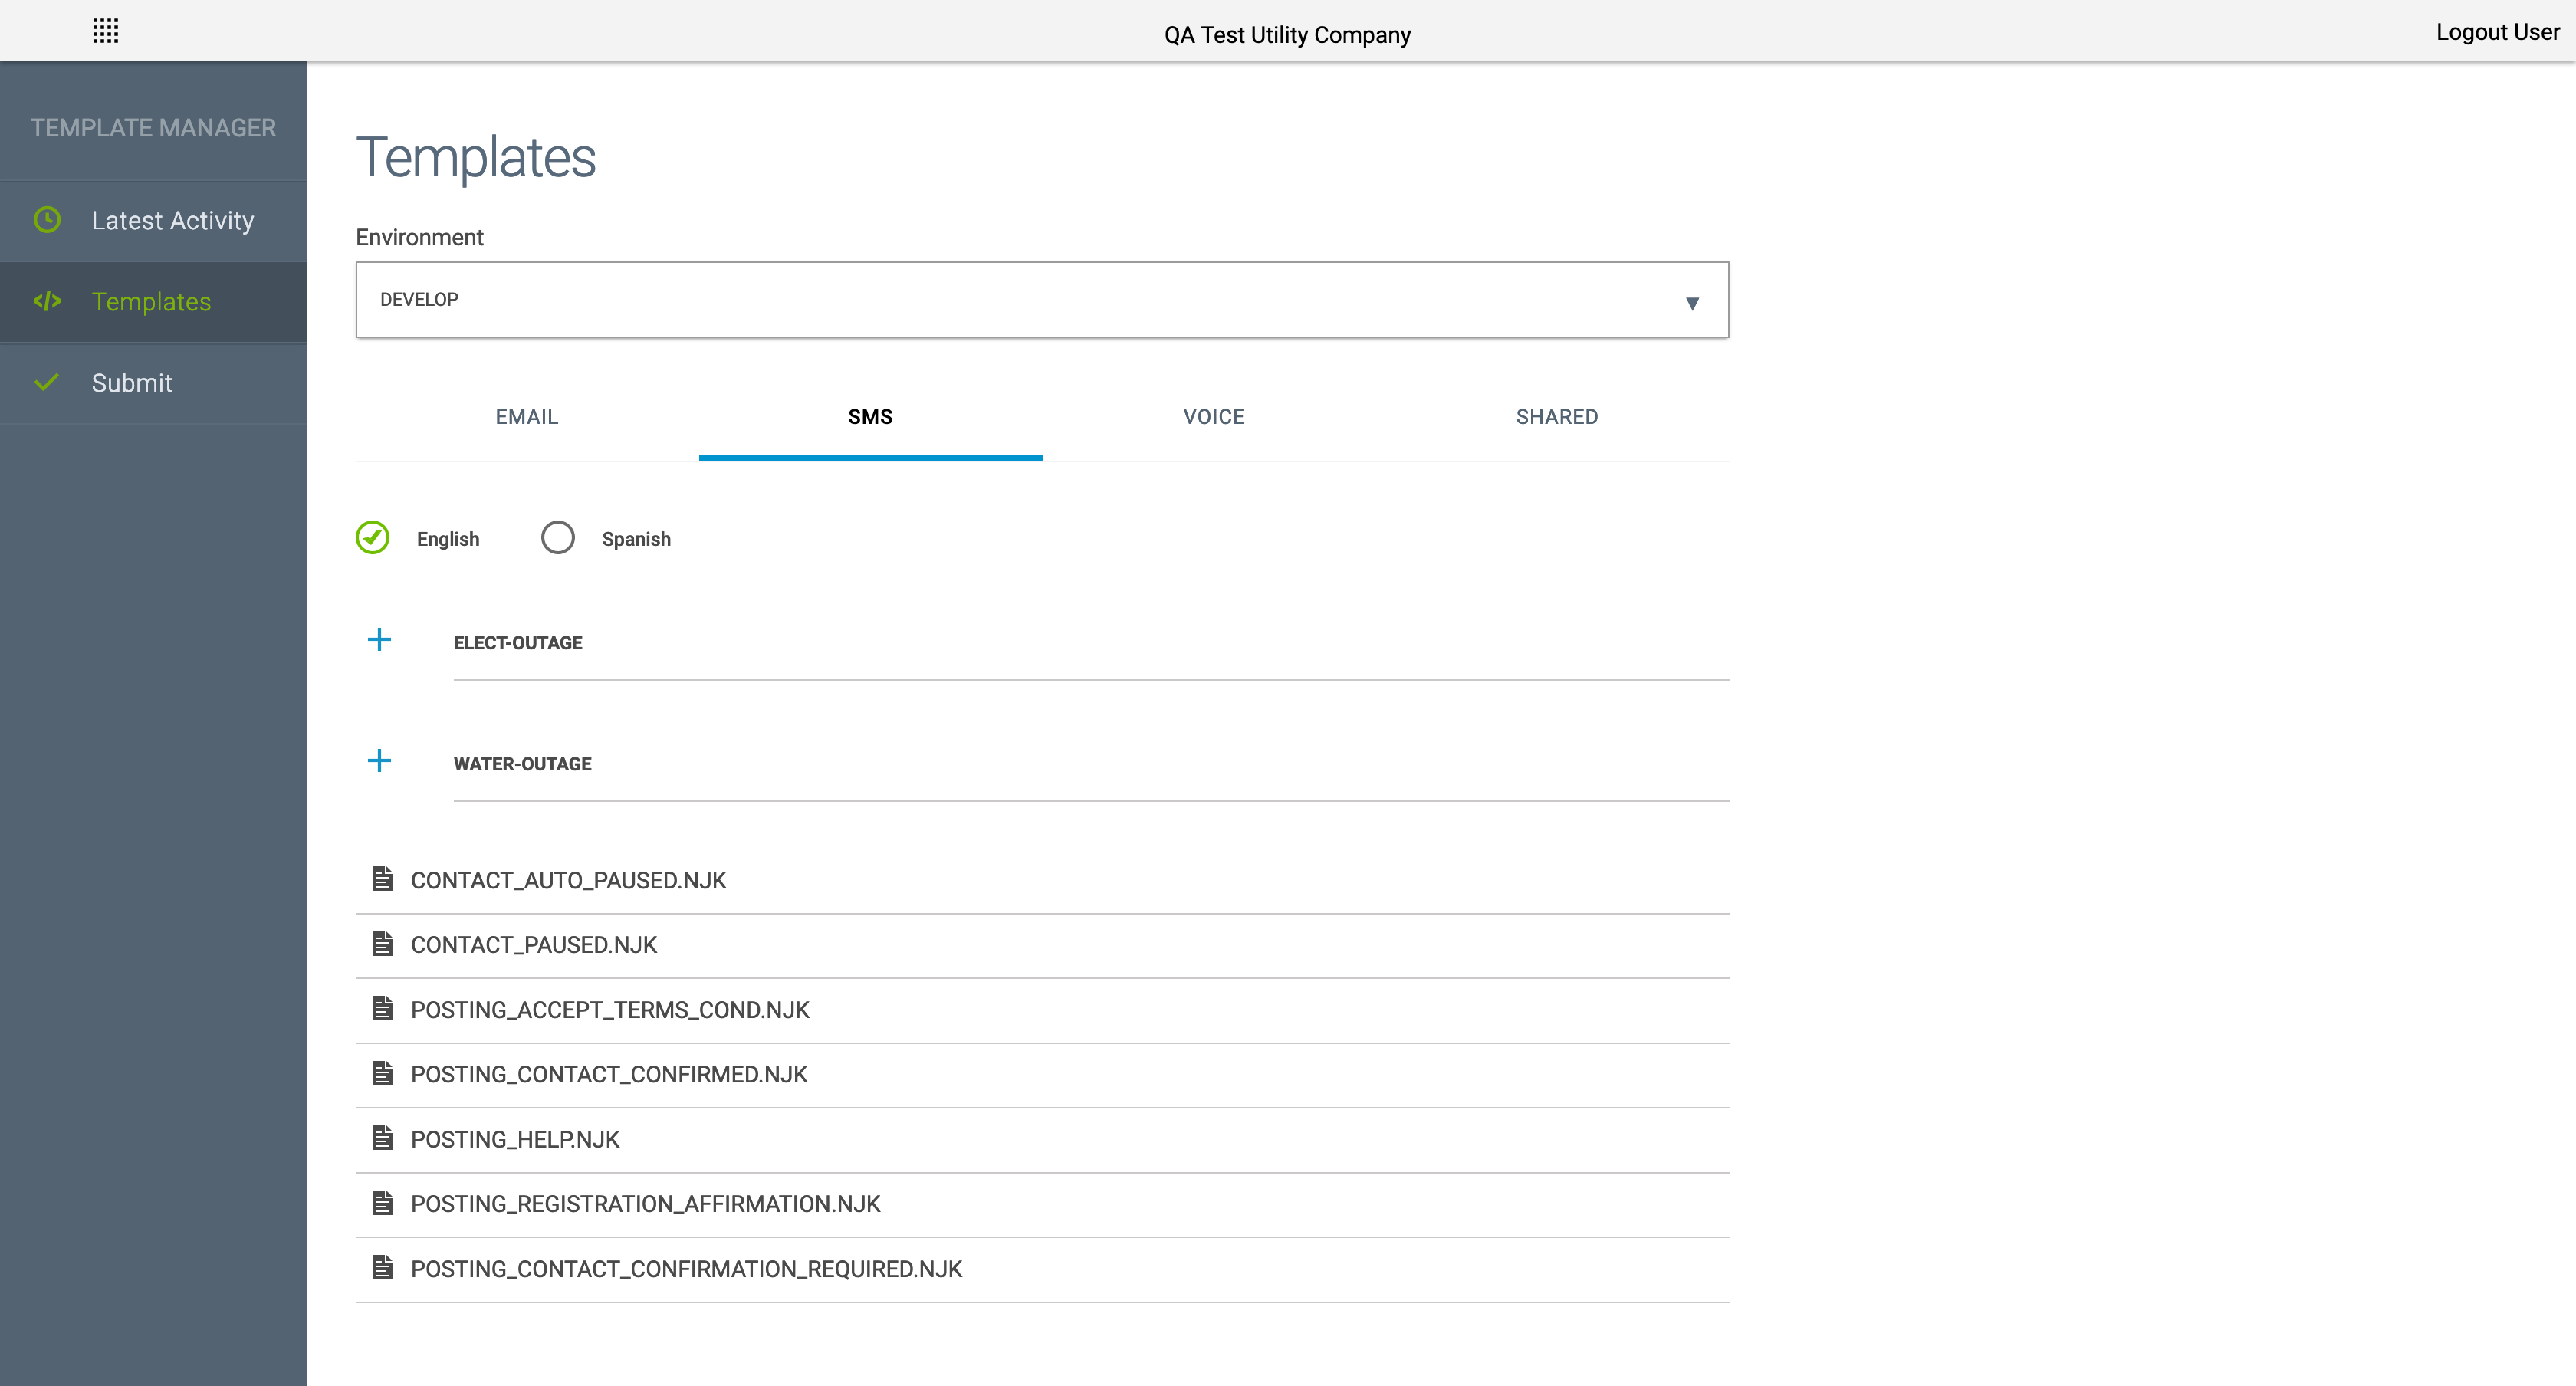 QA Test Utility Company
Logout User
TEMPLATE MANAGER
Latest Activity
Templates
Submit
Templates
Environment
DEVELOP
EMAIL SMS VOICE SHARED
English Spanish
ELECT-OUTAGE
WATER-OUTAGE
CONTACT_AUTO_PAUSED.NJK
CONTACT_PAUSED.NJK
POSTING_ACCEPT_TERMS_COND.NJK
POSTING_CONTACT_CONFIRMED.NJK
POSTING_HELP.NJK
POSTING_REGISTRATION_AFFIRMATION.NJK
POSTING_CONTACT_CONFIRMATION_REQUIRED.NJK